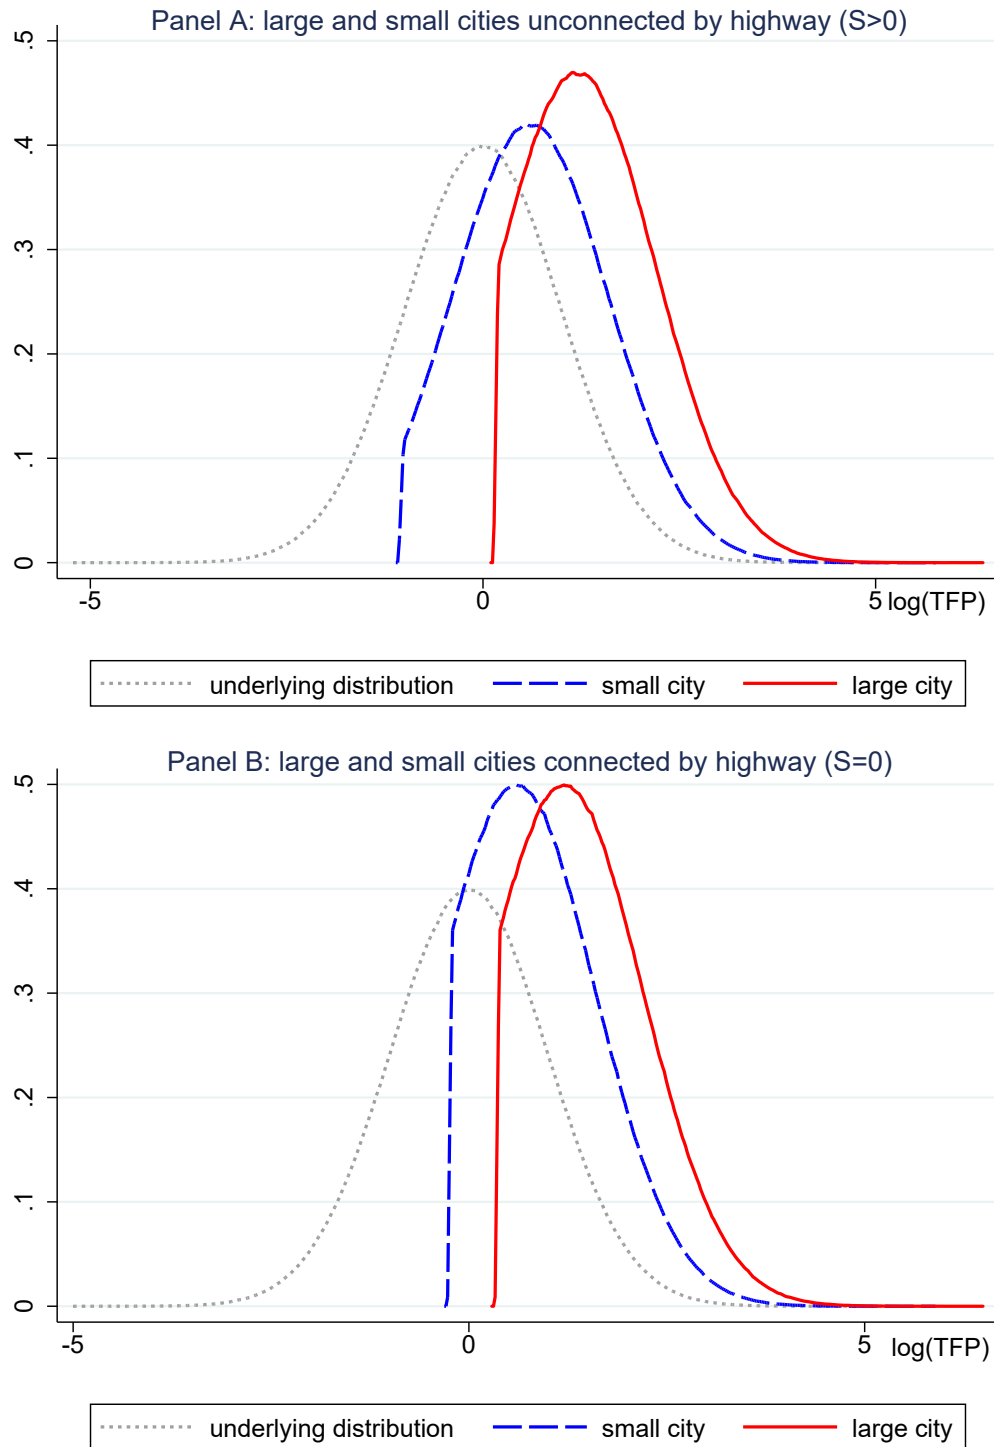 Panel A: large and small cities unconnected by highway (S>0)
.5
.4
.3
.2
.1
0
-5 0 5 log(TFP)
underlying distribution small city large city
Panel B: large and small cities connected by highway (S=0)
.5
.4
.3
.2
.1
0
-5 0 5 log(TFP)
underlying distribution small city large city